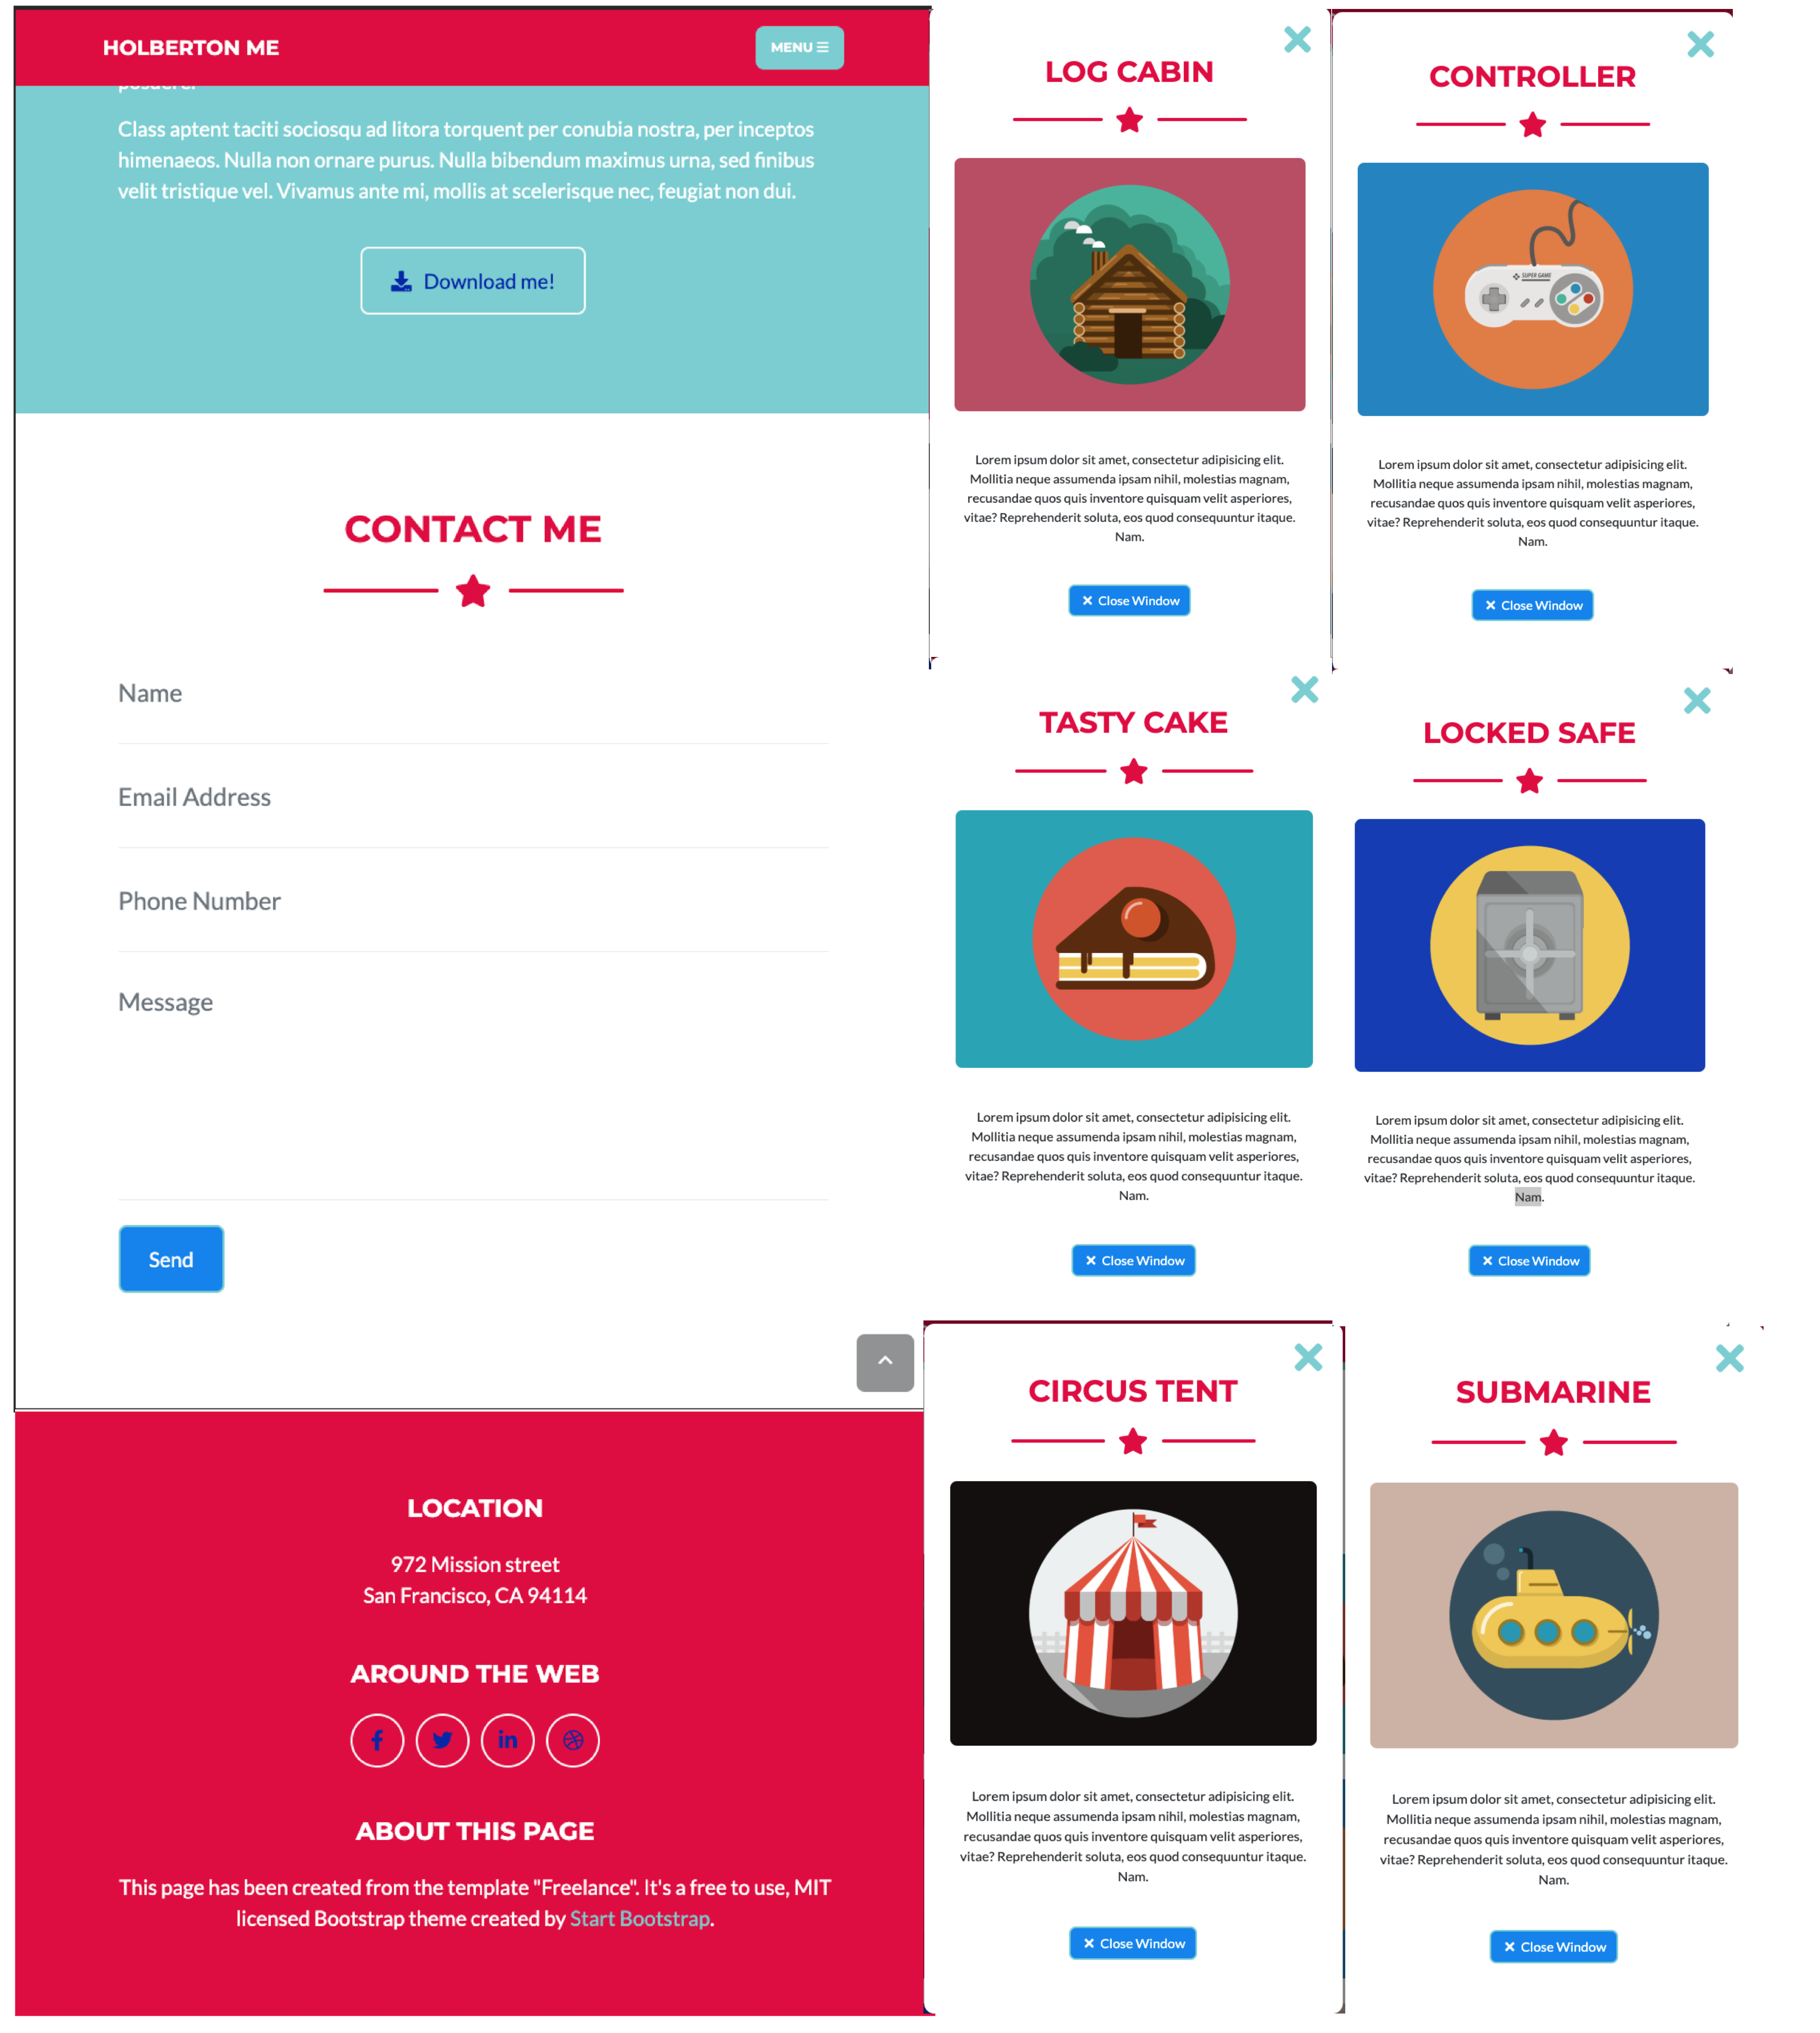 HOLBERTON ME
MENU
posuere.
Class aptent taciti sociosqu ad litora torquent per conubia nostra, per inceptos
himenaeos. Nulla non ornare purus. Nulla bibendum maximus urna, sed finibus
velit tristique vel. Vivamus ante mi, mollis at scelerisque nec, feugiat non dui.
Download me!
CONTACT ME
Name
Email Address
Phone Number
Message
Send
LOCATION
972 Mission street
San Francisco, CA 94114
AROUND THE WEB
ABOUT THIS PAGE
This page has been created from the template "Freelance". It's a free to use, MIT
licensed Bootstrap theme created by Start Bootstrap.
LOG CABIN
Lorem ipsum dolor sit amet, consectetur adipisicing elit.
Mollitia neque assumenda ipsam nihil, molestias magnam,
recusandae quos quis inventore quisquam velit asperiores,
vitae? Reprehenderit soluta, eos quod consequuntur itaque.
Nam.
Close Window
CONTROLLER
SUPER GAME
Lorem ipsum dolor sit amet, consectetur adipisicing elit.
Mollitia neque assumenda ipsam nihil, molestias magnam,
recusandae quos quis inventore quisquam velit asperiores,
vitae? Reprehenderit soluta, eos quod consequuntur itaque.
Nam.
Close Window
TASTY CAKE
Lorem ipsum dolor sit amet, consectetur adipisicing elit.
Mollitia neque assumenda ipsam nihil, molestias magnam,
recusandae quos quis inventore quisquam velit asperiores,
vitae? Reprehenderit soluta, eos quod consequuntur itaque.
Nam.
Close Window
LOCKED SAFE
Lorem ipsum dolor sit amet, consectetur adipisicing elit.
Mollitia neque assumenda ipsam nihil, molestias magnam,
recusandae quos quis inventore quisquam velit asperiores,
vitae? Reprehenderit soluta, eos quod consequuntur itaque.
Nam.
Close Window
CIRCUS TENT
Lorem ipsum dolor sit amet, consectetur adipisicing elit.
Mollitia neque assumenda ipsam nihil, molestias magnam,
recusandae quos quis inventore quisquam velit asperiores,
vitae? Reprehenderit soluta, eos quod consequuntur itaque.
Nam.
Close Window
SUBMARINE
Lorem ipsum dolor sit amet, consectetur adipisicing elit.
Mollitia neque assumenda ipsam nihil, molestias magnam,
recusandae quos quis inventore quisquam velit asperiores,
vitae? Reprehenderit soluta, eos quod consequuntur itaque.
Nam.
Close Window